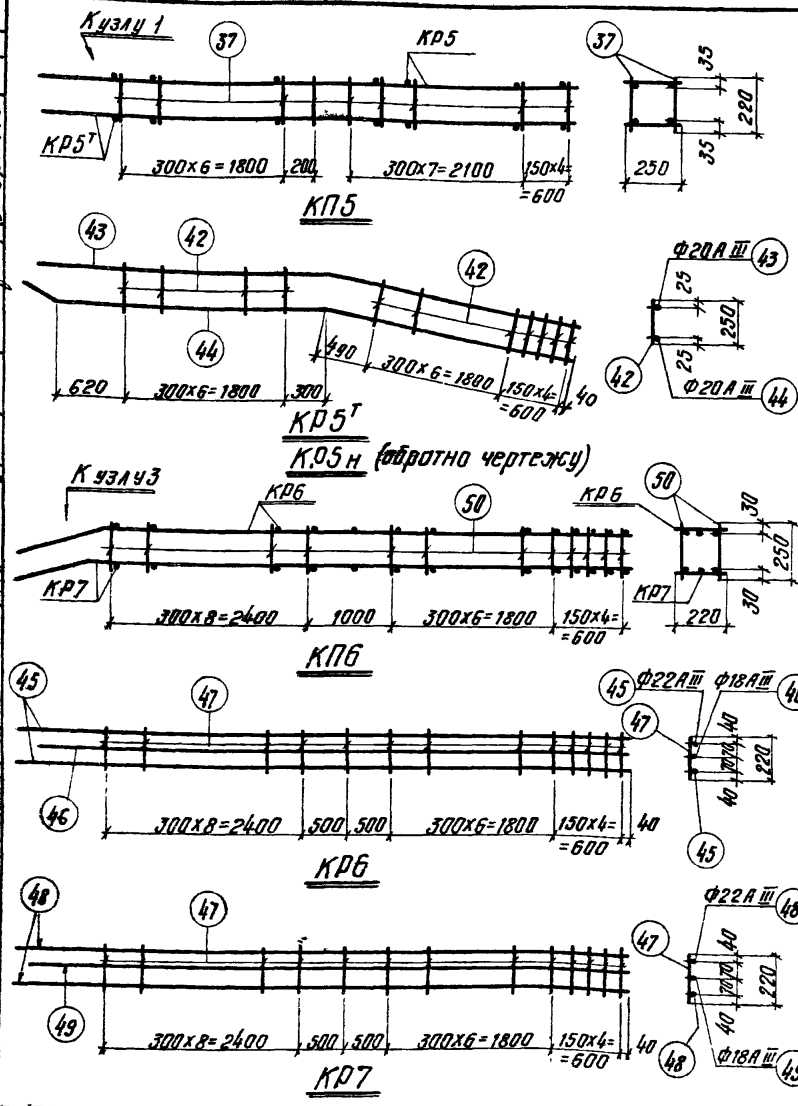 К узлу 1
37
КР5
37
35
220
35
КР5т
300х6=1800
200
300х7=2100
150х4=
=600
250
КП5
43
42
42
Ф20АIII
43
25
250
25
44
490
300х6=1800
150х4=
=600
40
42
Ф20АIII
44
620
300х6=1800
300
КР5т
КР5н (обратно чертежу)
К узлу3
КР6
50
КР6
50
30
250
30
КР7
КР7
300х8=2400
1000
300х6=1800
150х4=
=600
220
КП6
45
47
45
Ф22АIII
Ф18АIII
47
40
70
70
40
220
46
300х8=2400
500
500
300х6=1800
150х4=
=600
40
45
КР6
48
47
Ф22АIII
48
47
40
70
70
40
220
49
300х8=2400
500
500
300х6=1800
150х4=
=600
40
48
Ф18АIII
КР7